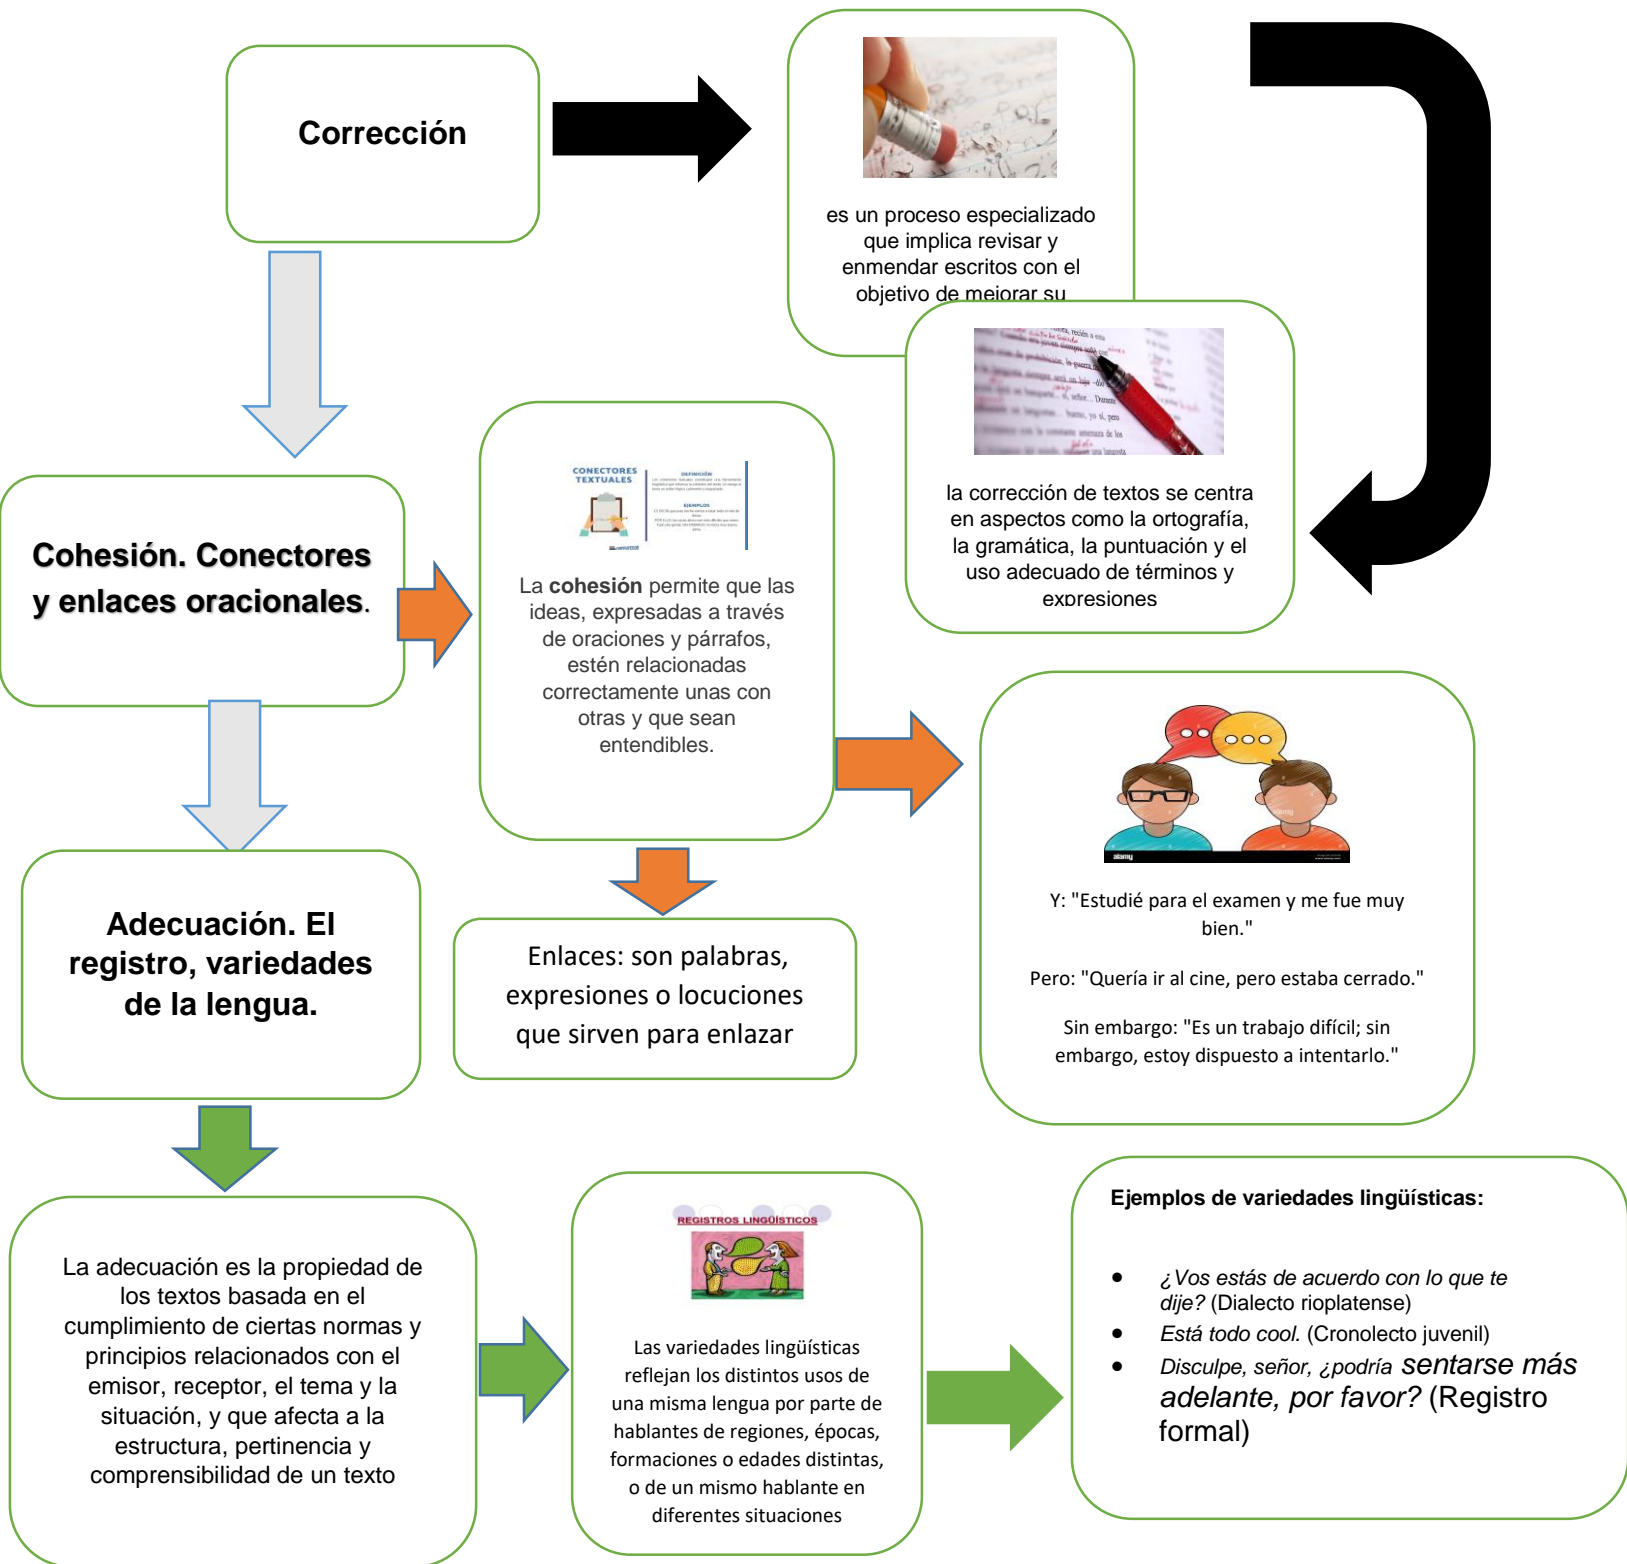 Corrección
es un proceso especializado
que implica revisar y
enmendar escritos con el
objetivo de mejorar su
la corrección de textos se centra
en aspectos como la ortografía,
la gramática, la puntuación y el
uso adecuado de términos y
expresiones
Cohesión. Conectores
y enlaces oracionales.
CONECTORES
TEXTUALES
DEFINICIÓN
EJEMPLOS
La cohesión permite que las
ideas, expresadas a través
de oraciones y párrafos,
estén relacionadas
correctamente unas con
otras y que sean
entendibles.
alamy
Y: "Estudié para el examen y me fue muy
bien."
Pero: "Quería ir al cine, pero estaba cerrado."
Sin embargo: "Es un trabajo difícil; sin
embargo, estoy dispuesto a intentarlo."
Enlaces: son palabras,
expresiones o locuciones
que sirven para enlazar
Adecuación. El
registro, variedades
de la lengua.
La adecuación es la propiedad de
los textos basada en el
cumplimiento de ciertas normas y
principios relacionados con el
emisor, receptor, el tema y la
situación, y que afecta a la
estructura, pertinencia y
comprensibilidad de un texto
REGISTROS LINGÜÍSTICOS
Las variedades lingüísticas
reflejan los distintos usos de
una misma lengua por parte de
hablantes de regiones, épocas,
formaciones o edades distintas,
o de un mismo hablante en
diferentes situaciones
Ejemplos de variedades lingüísticas:
• ¿Vos estás de acuerdo con lo que te
dije? (Dialecto rioplatense)
• Está todo cool. (Cronolecto juvenil)
• Disculpe, señor, ¿podría sentarse más
adelante, por favor? (Registro
formal)